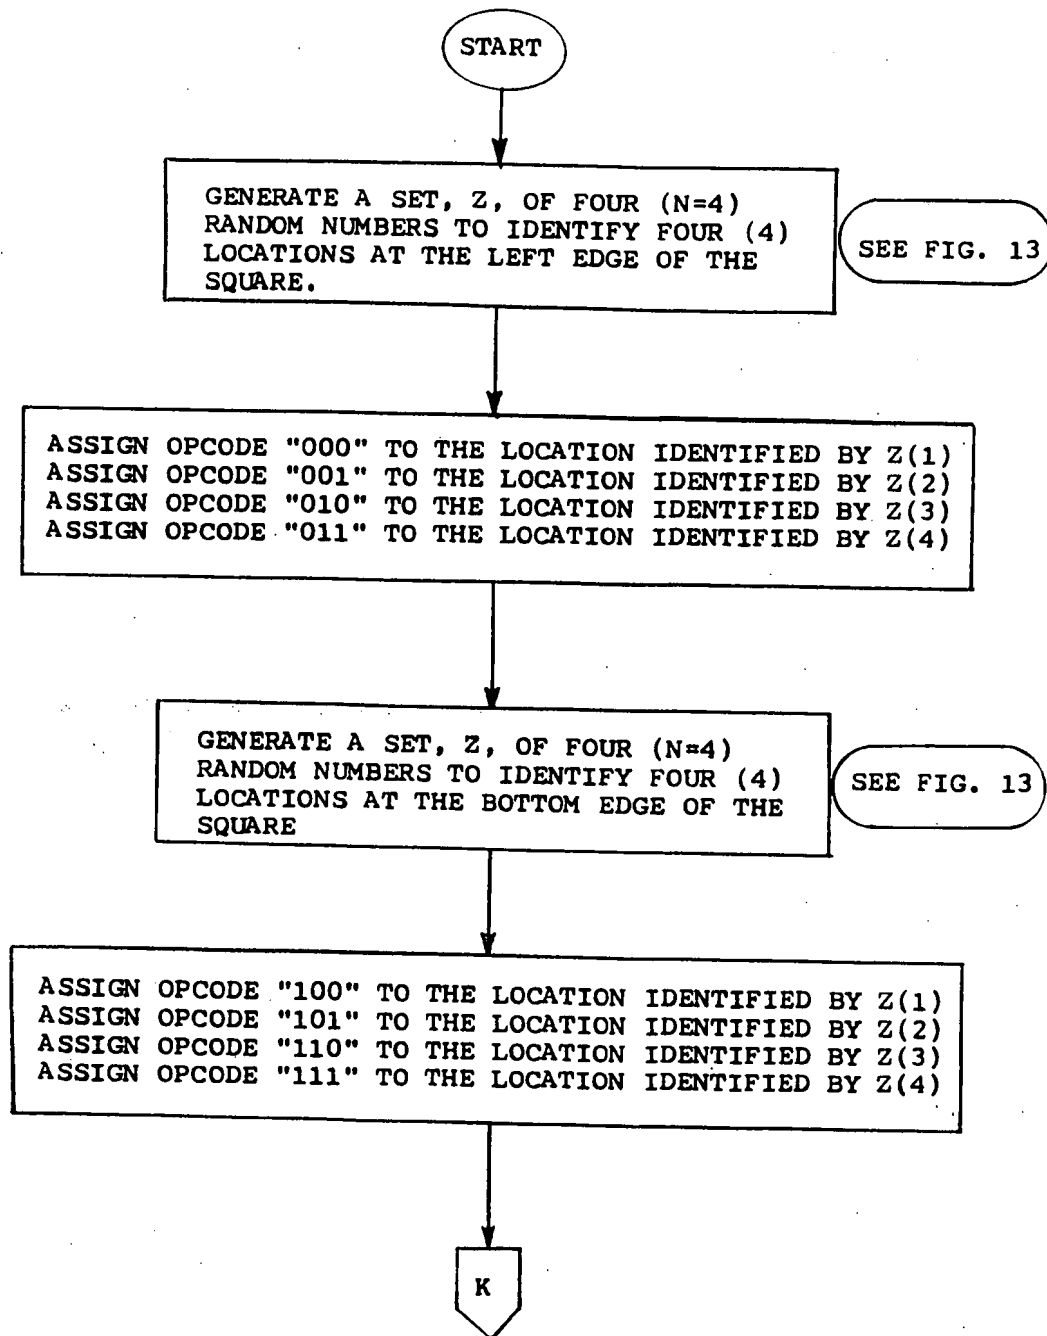 START
GENERATE A SET, Z, OF FOUR (N=4)
RANDOM NUMBERS TO IDENTIFY FOUR (4)
LOCATIONS AT THE LEFT EDGE OF THE
SQUARE.
SEE FIG. 13
ASSIGN OPCODE "000" TO THE LOCATION IDENTIFIED BY Z(1)
ASSIGN OPCODE "001" TO THE LOCATION IDENTIFIED BY Z(2)
ASSIGN OPCODE "010" TO THE LOCATION IDENTIFIED BY Z(3)
ASSIGN OPCODE "011" TO THE LOCATION IDENTIFIED BY Z(4)
GENERATE A SET, Z, OF FOUR (N=4)
RANDOM NUMBERS TO IDENTIFY FOUR (4)
LOCATIONS AT THE BOTTOM EDGE OF THE
SQUARE
SEE FIG. 13
ASSIGN OPCODE "100" TO THE LOCATION IDENTIFIED BY Z(1)
ASSIGN OPCODE "101" TO THE LOCATION IDENTIFIED BY Z(2)
ASSIGN OPCODE "110" TO THE LOCATION IDENTIFIED BY Z(3)
ASSIGN OPCODE "111" TO THE LOCATION IDENTIFIED BY Z(4)
K